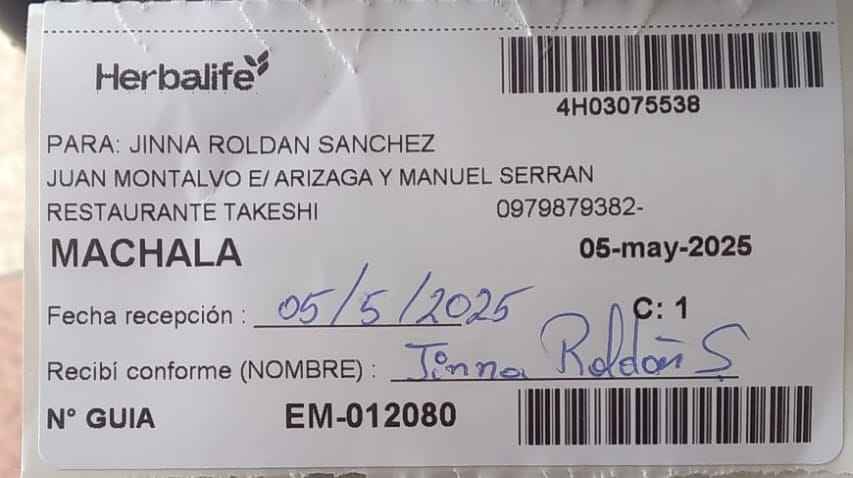 Herbalife
4H03075538
PARA: JINNA ROLDAN SANCHEZ
JUAN MONTALVO E/ ARIZAGA Y MANUEL SERRAN
RESTAURANTE TAKESHI 0979879382-
MACHALA 05-may-2025
Fecha recepción : 05/5/2025 C: 1
Recibí conforme (NOMBRE) : Jinna Roldán S
N° GUIA EM-012080